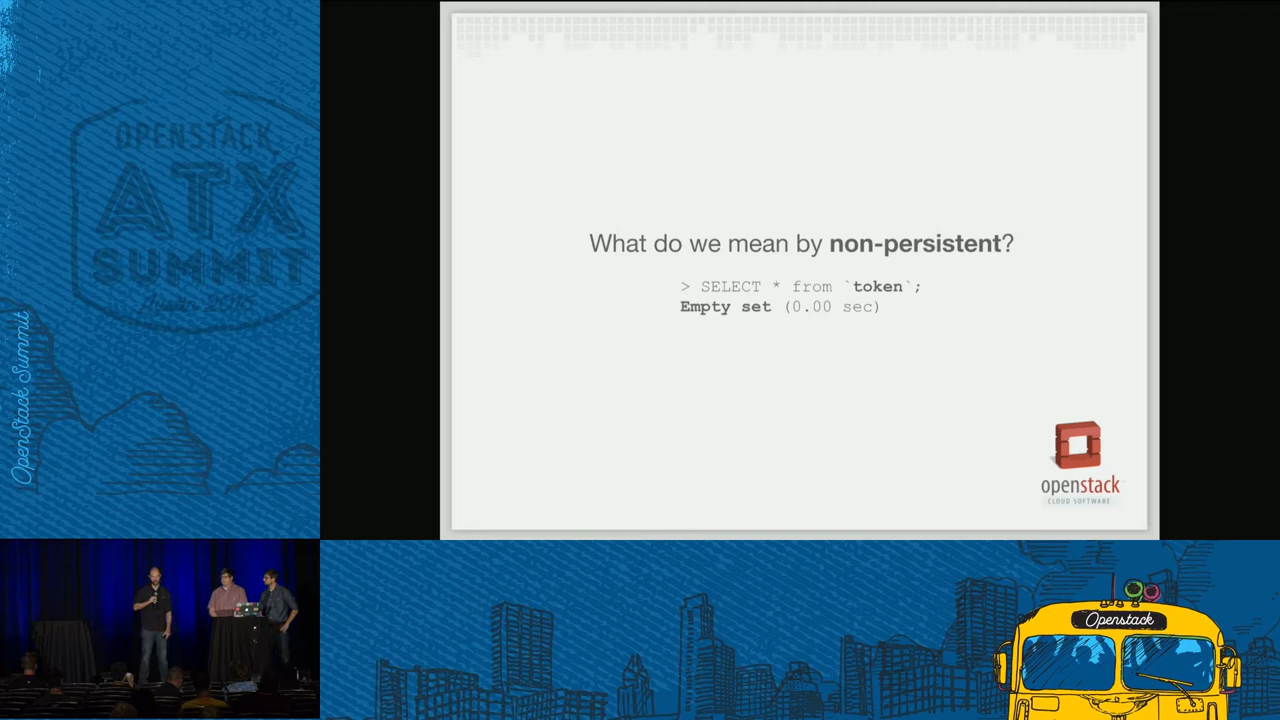 OPENSTACK
ATX
SUMMIT
Austin 2016
OpenStack Summit
What do we mean by non-persistent?
> SELECT * from `token`;
Empty set (0.00 sec)
openstack
CLOUD SOFTWARE
Openstack